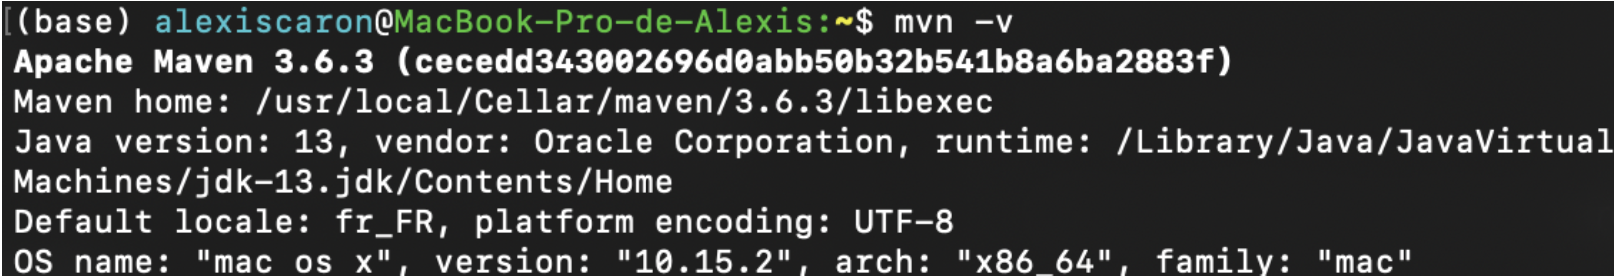 [(base) alexiscaron@MacBook-Pro-de-Alexis:~$ mvn -v
Apache Maven 3.6.3 (cecedd343002696d0abb50b32b541b8a6ba2883f)
Maven home: /usr/local/Cellar/maven/3.6.3/libexec
Java version: 13, vendor: Oracle Corporation, runtime: /Library/Java/JavaVirtual
Machines/jdk-13.jdk/Contents/Home
Default locale: fr_FR, platform encoding: UTF-8
OS name: "mac os x", version: "10.15.2", arch: "x86_64", family: "mac"